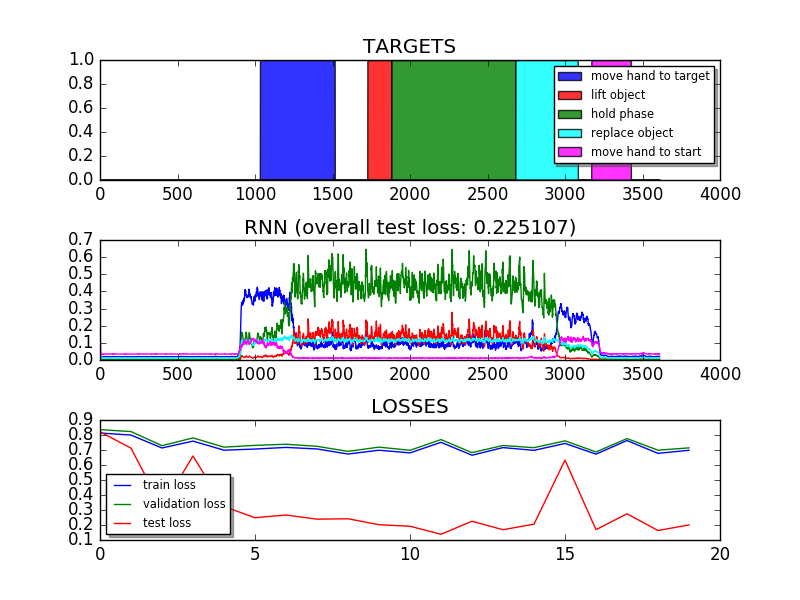 TARGETS
1.0
0.8
0.6
0.4
0.2
0.0
move hand to target
lift object
hold phase
replace object
move hand to start
0 500 1000 1500 2000 2500 3000 3500 4000
RNN (overall test loss: 0.225107)
0.7
0.6
0.5
0.4
0.3
0.2
0.1
0.0
0 500 1000 1500 2000 2500 3000 3500 4000
LOSSES
0.9
0.8
0.7
0.6
0.5
0.4
0.3
0.2
0.1
train loss
validation loss
test loss
0 5 10 15 20